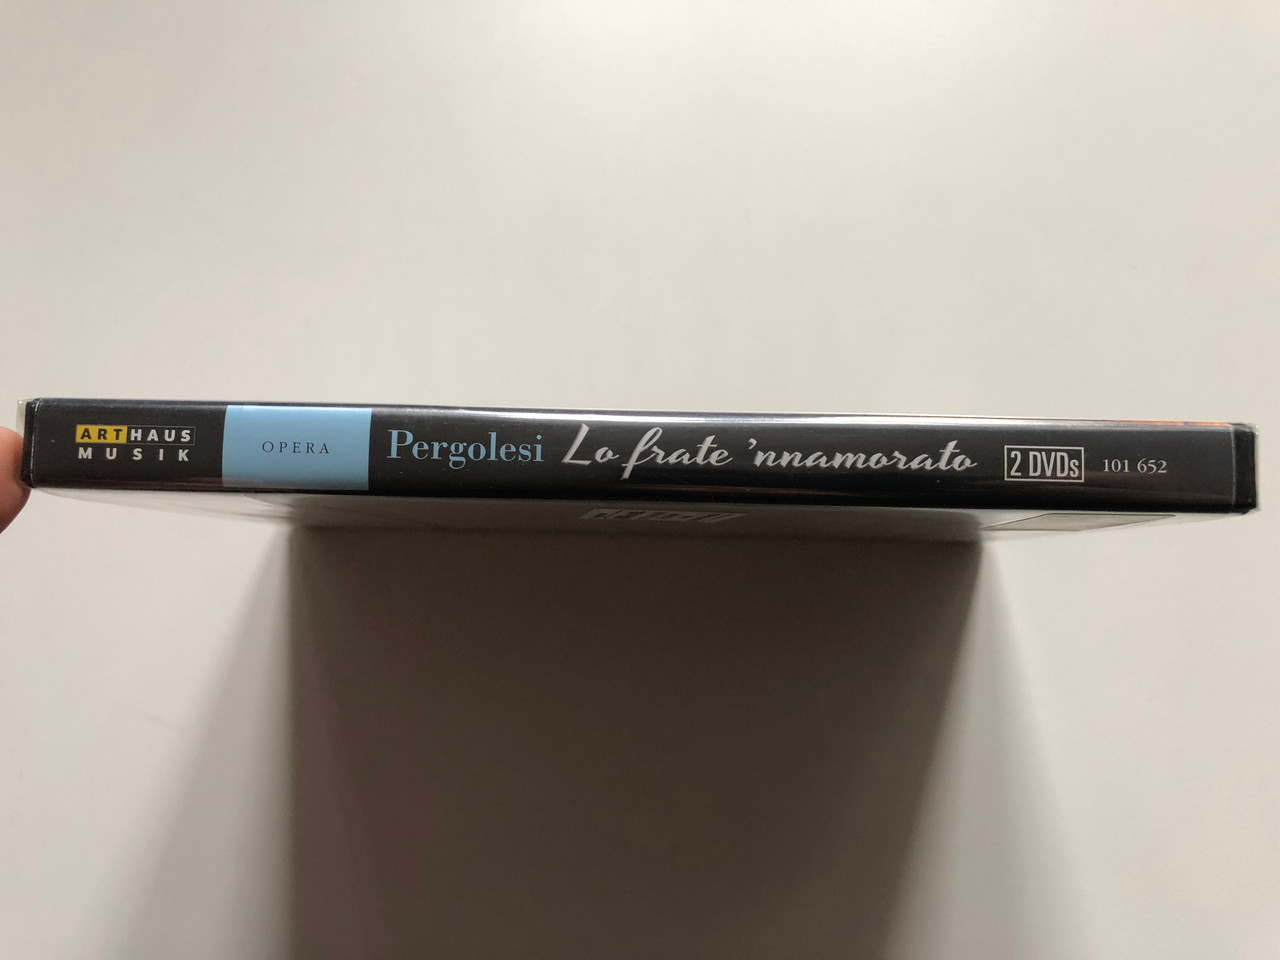 ARTHAUS
MUSIK
OPERA
Pergolesi Lo frate 'nnamorato
2 DVDs
101 652